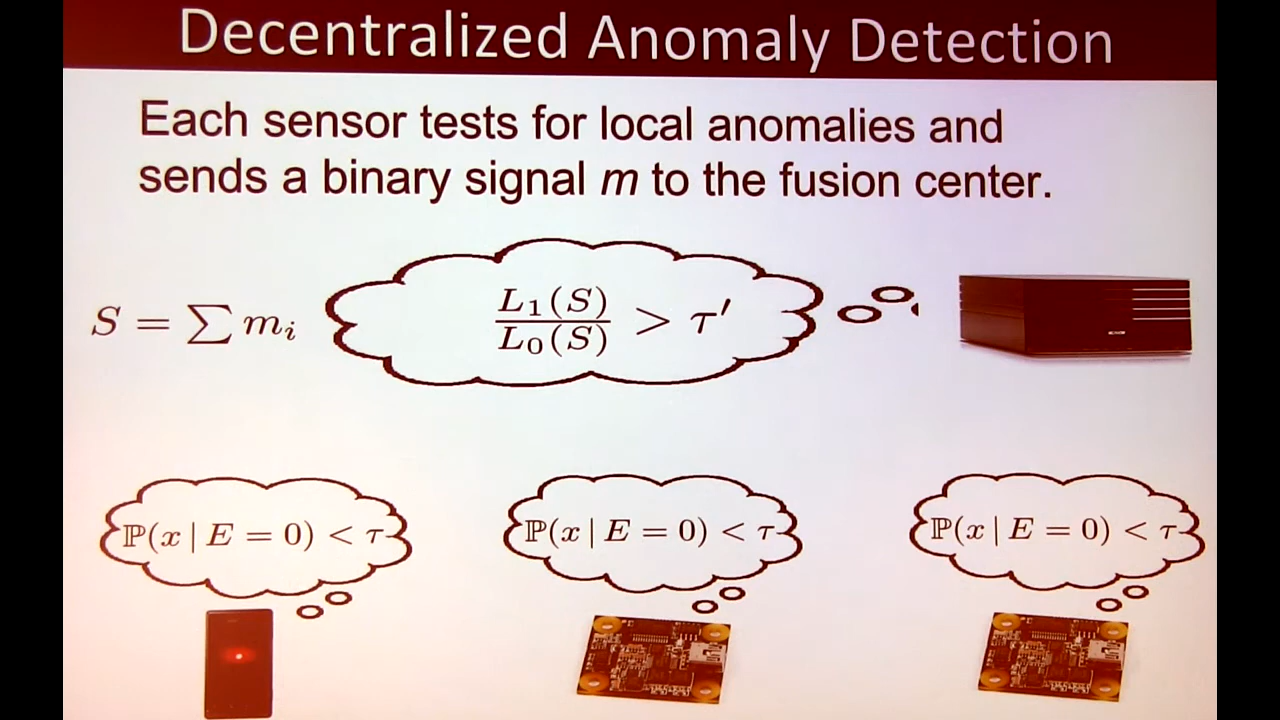 Decentralized Anomaly Detection
Each sensor tests for local anomalies and
sends a binary signal m to the fusion center.
S = ∑ mᵢ
L₁(S)
L₀(S)
> τ′
ℙ(x | E = 0) < τ
ℙ(x | E = 0) < τ
ℙ(x | E = 0) < τ